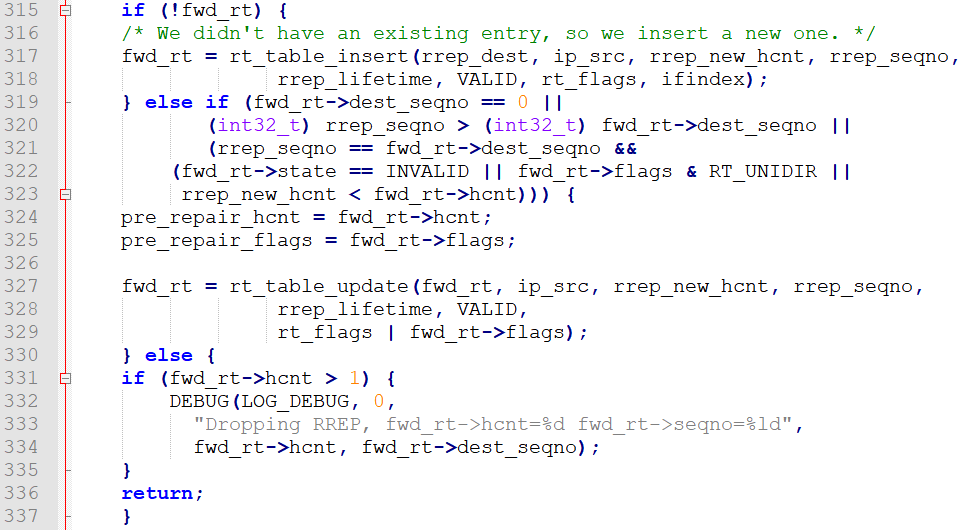 315 if (!fwd_rt) {
316 /* We didn't have an existing entry, so we insert a new one. */
317 fwd_rt = rt_table_insert(rrep_dest, ip_src, rrep_new_hcnt, rrep_seqno,
318 rrep_lifetime, VALID, rt_flags, ifindex);
319 } else if (fwd_rt->dest_seqno == 0 ||
320 (int32_t) rrep_seqno > (int32_t) fwd_rt->dest_seqno ||
321 (rrep_seqno == fwd_rt->dest_seqno &&
322 (fwd_rt->state == INVALID || fwd_rt->flags & RT_UNIDIR ||
323 rrep_new_hcnt < fwd_rt->hcnt))) {
324 pre_repair_hcnt = fwd_rt->hcnt;
325 pre_repair_flags = fwd_rt->flags;
326
327 fwd_rt = rt_table_update(fwd_rt, ip_src, rrep_new_hcnt, rrep_seqno,
328 rrep_lifetime, VALID,
329 rt_flags | fwd_rt->flags);
330 } else {
331 if (fwd_rt->hcnt > 1) {
332 DEBUG(LOG_DEBUG, 0,
333 "Dropping RREP, fwd_rt->hcnt=%d fwd_rt->seqno=%ld",
334 fwd_rt->hcnt, fwd_rt->dest_seqno);
335 }
336 return;
337 }